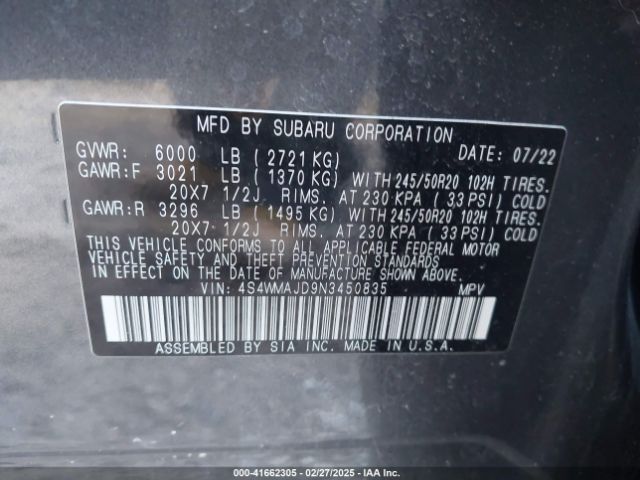 MFD BY SUBARU CORPORATION
GVWR: 6000 LB (2721 KG) DATE: 07/22
GAWR:F 3021 LB (1370 KG) WITH 245/50R20 102H TIRES.
20X7 1/2J RIMS. AT 230 KPA (33 PSI) COLD
GAWR:R 3296 LB (1495 KG) WITH 245/50R20 102H TIRES.
20X7 1/2J RIMS. AT 230 KPA (33 PSI) COLD
THIS VEHICLE CONFORMS TO ALL APPLICABLE FEDERAL MOTOR
VEHICLE SAFETY AND THEFT PREVENTION STANDARDS IN
EFFECT ON THE DATE OF MANUFACTURE SHOWN ABOVE.
VIN: 4S4WMAJD9N3450835 MPV
ASSEMBLED BY SIA INC. MADE IN U.S.A.
000-41662305 - 02/27/2025 - IAA Inc.